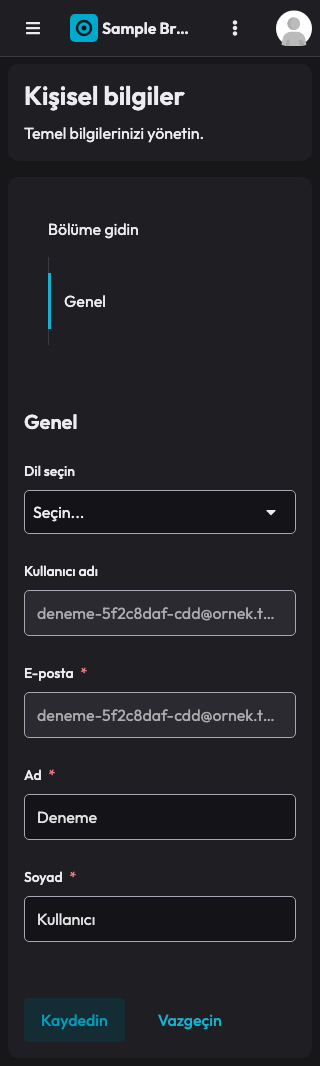 Sample Br...
Kişisel bilgiler
Temel bilgilerinizi yönetin.
Bölüme gidin
Genel
Genel
Dil seçin
Seçin...
Kullanıcı adı
deneme-5f2c8daf-cdd@ornek.t...
E-posta *
deneme-5f2c8daf-cdd@ornek.t...
Ad *
Deneme
Soyad *
Kullanıcı
Kaydedin
Vazgeçin